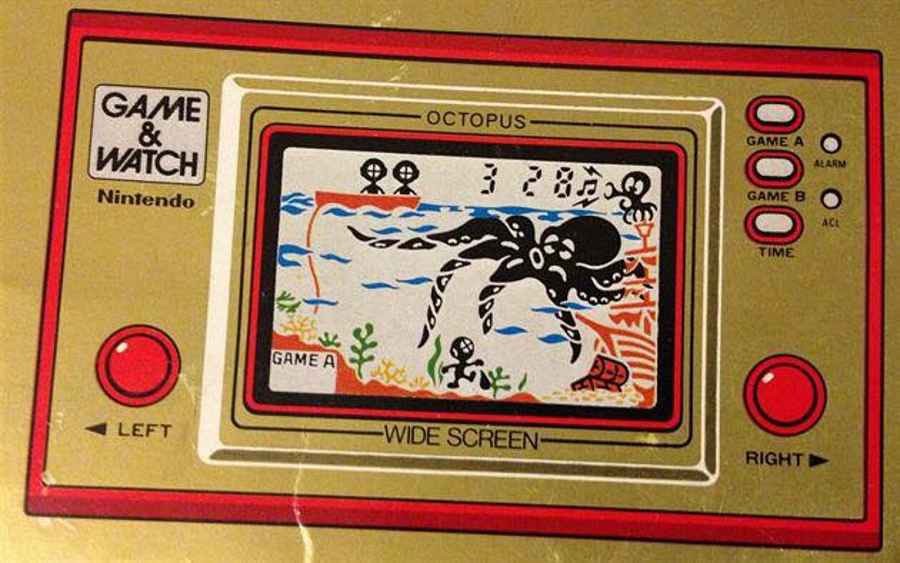 GAME
&
WATCH
Nintendo
OCTOPUS
3 28
GAME A
ALARM
GAME B
ACL
TIME
GAME A
◄ LEFT
WIDE SCREEN
RIGHT ►